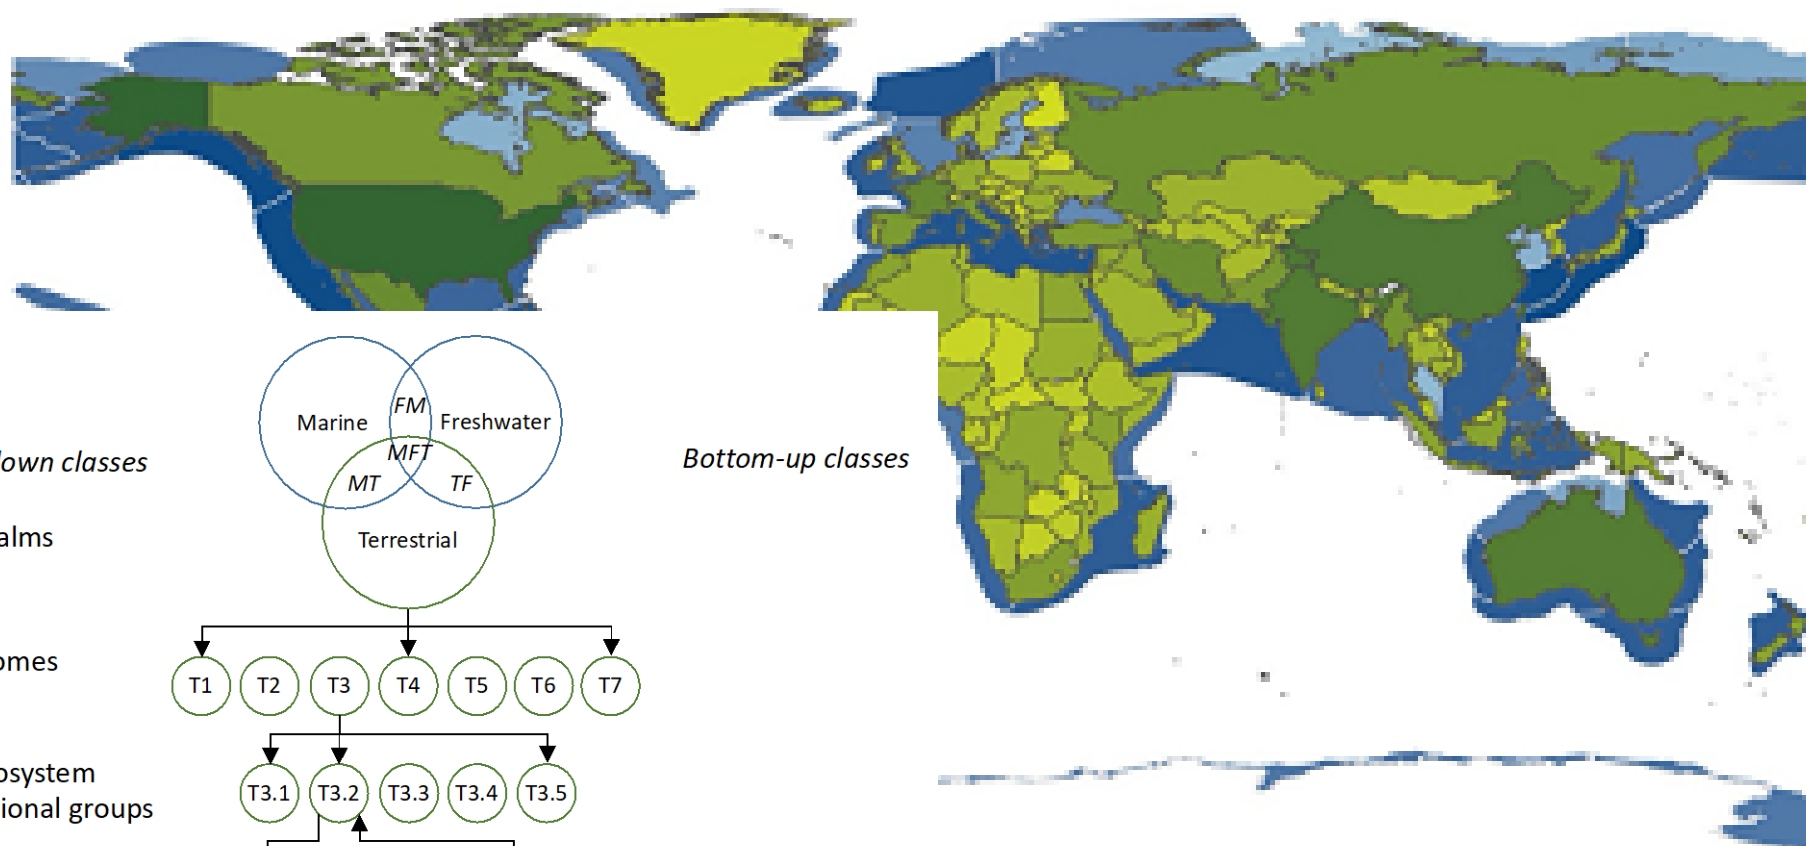 FM
Marine
Freshwater
MFT
own classes
Bottom-up classes
MT
TF
alms
Terrestrial
omes
T1
T2
T3
T4
T5
T6
T7
osystem
ional groups
T3.1
T3.2
T3.3
T3.4
T3.5